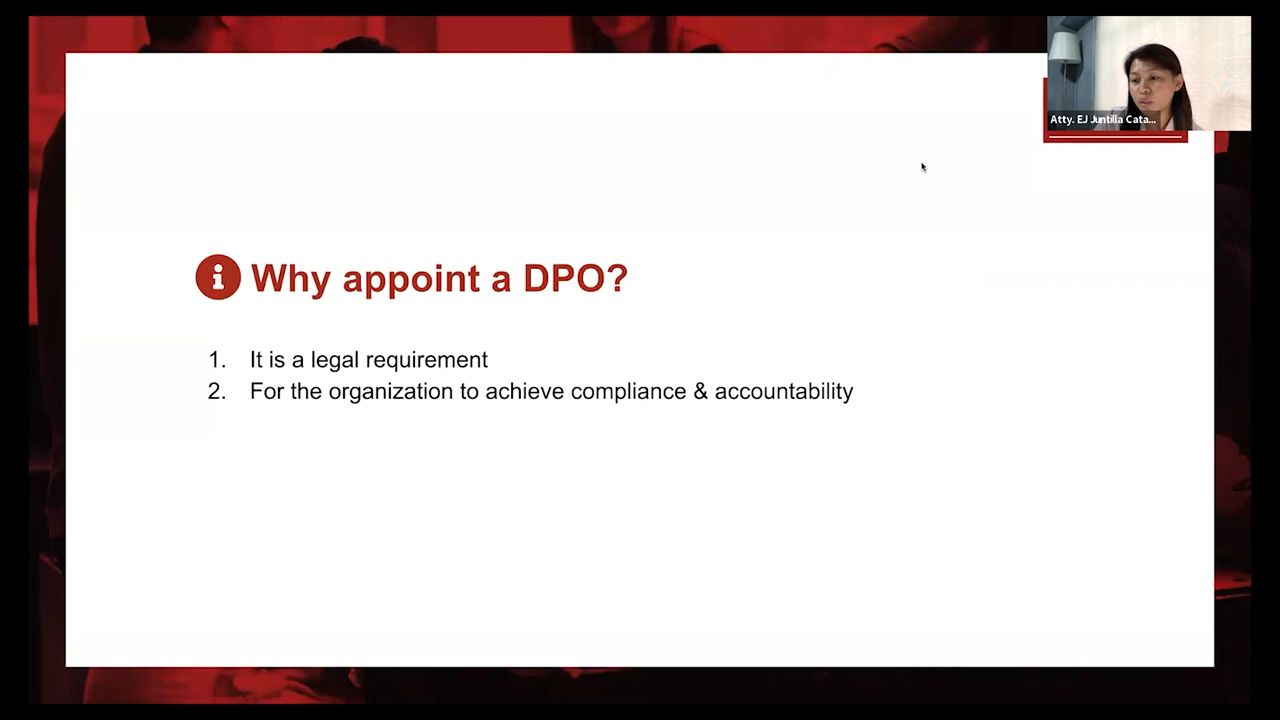 Atty. EJ Juntilla Cata...
Why appoint a DPO?
1. It is a legal requirement
2. For the organization to achieve compliance & accountability